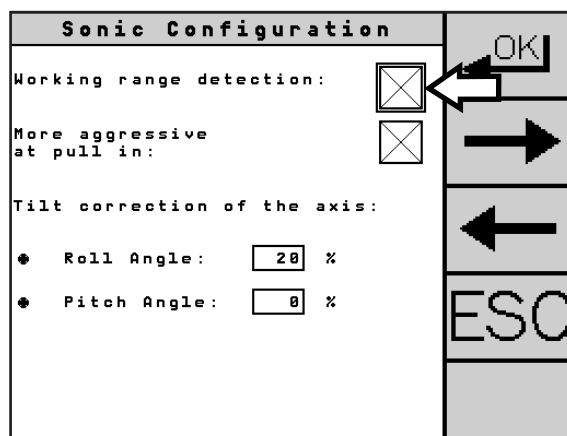 Sonic Configuration
OK
Working range detection:
More aggressive
at pull in:
Tilt correction of the axis:
Roll Angle: 20 %
Pitch Angle: 0 %
ESC